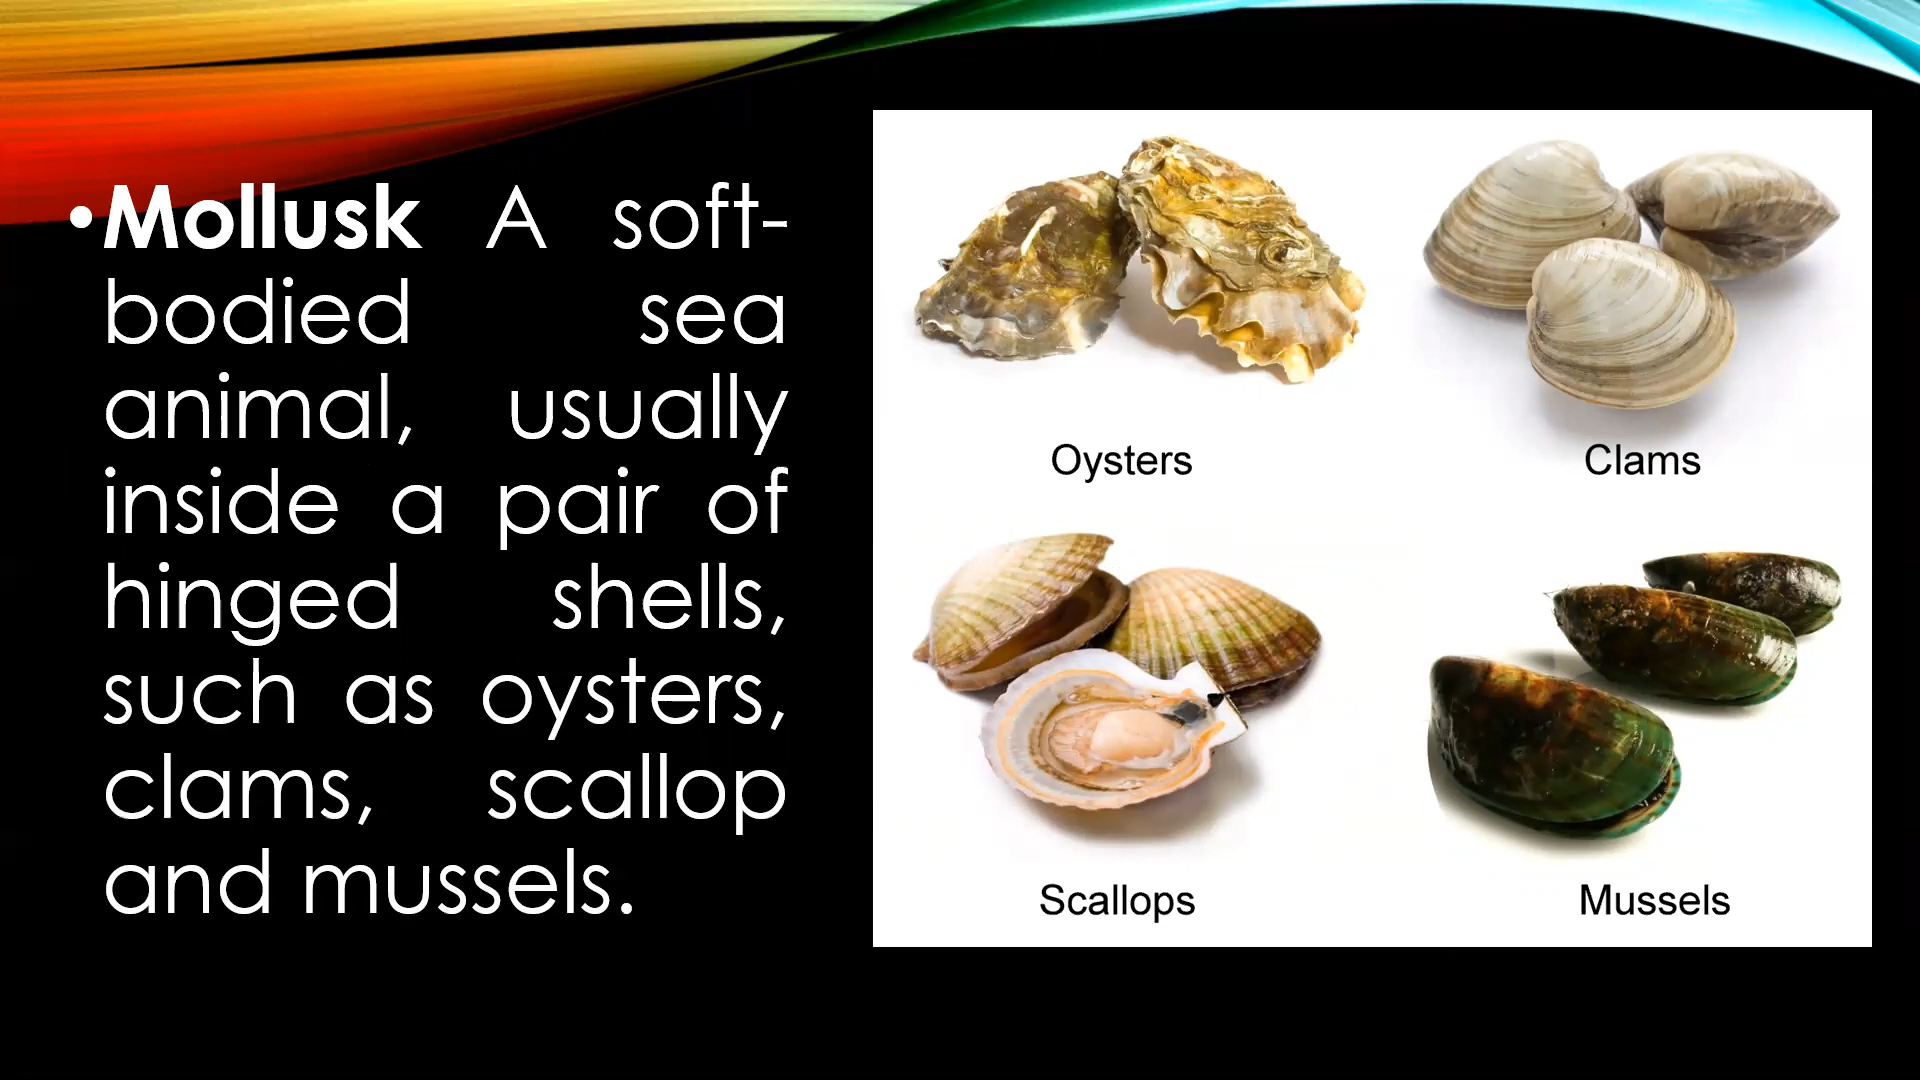 •Mollusk A soft-
bodied sea
animal, usually
inside a pair of
hinged shells,
such as oysters,
clams, scallop
and mussels.
Oysters
Clams
Scallops
Mussels